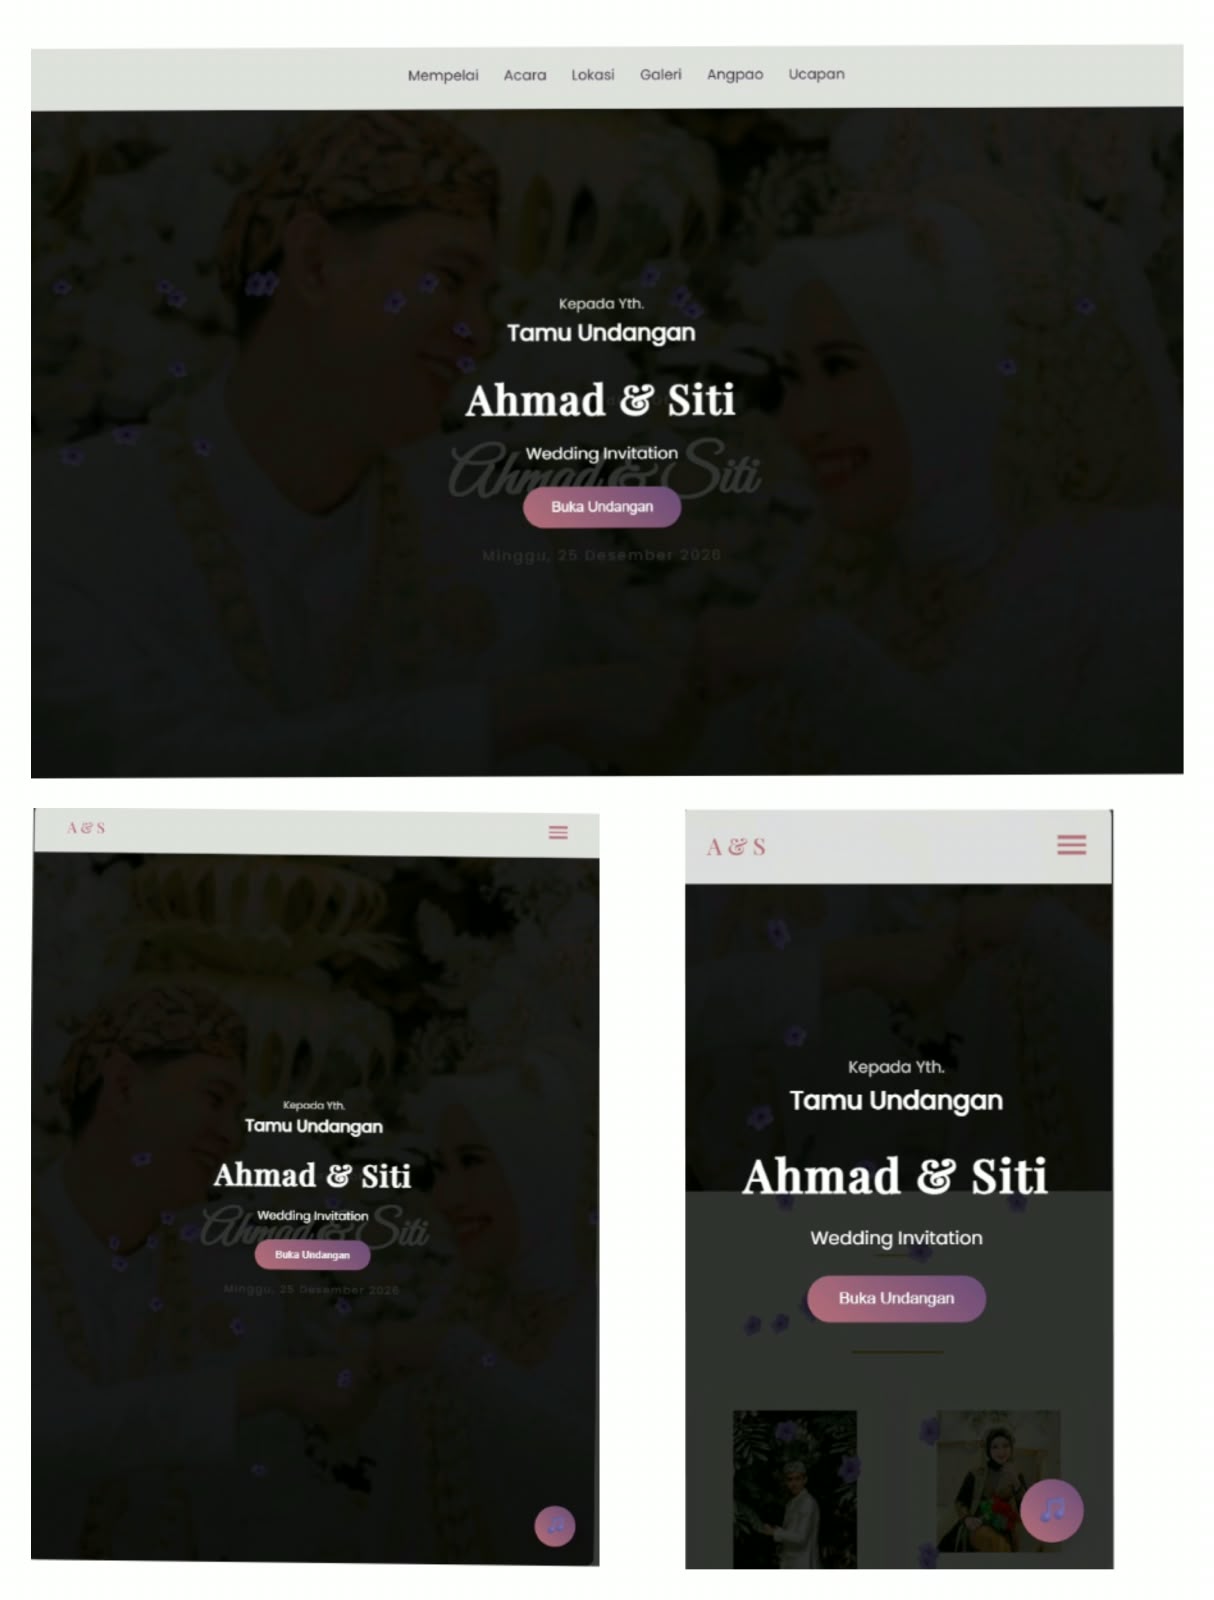 Mempelai Acara Lokasi Galeri Angpao Ucapan
Kepada Yth.
Tamu Undangan
Ahmad & Siti
Wedding Invitation
Ahmad & Siti
Buka Undangan
Minggu, 25 Desember 2026
A & S
Kepada Yth.
Tamu Undangan
Ahmad & Siti
Wedding Invitation
Ahmad & Siti
Buka Undangan
Minggu, 25 Desember 2026
A & S
Kepada Yth.
Tamu Undangan
Ahmad & Siti
Wedding Invitation
Buka Undangan